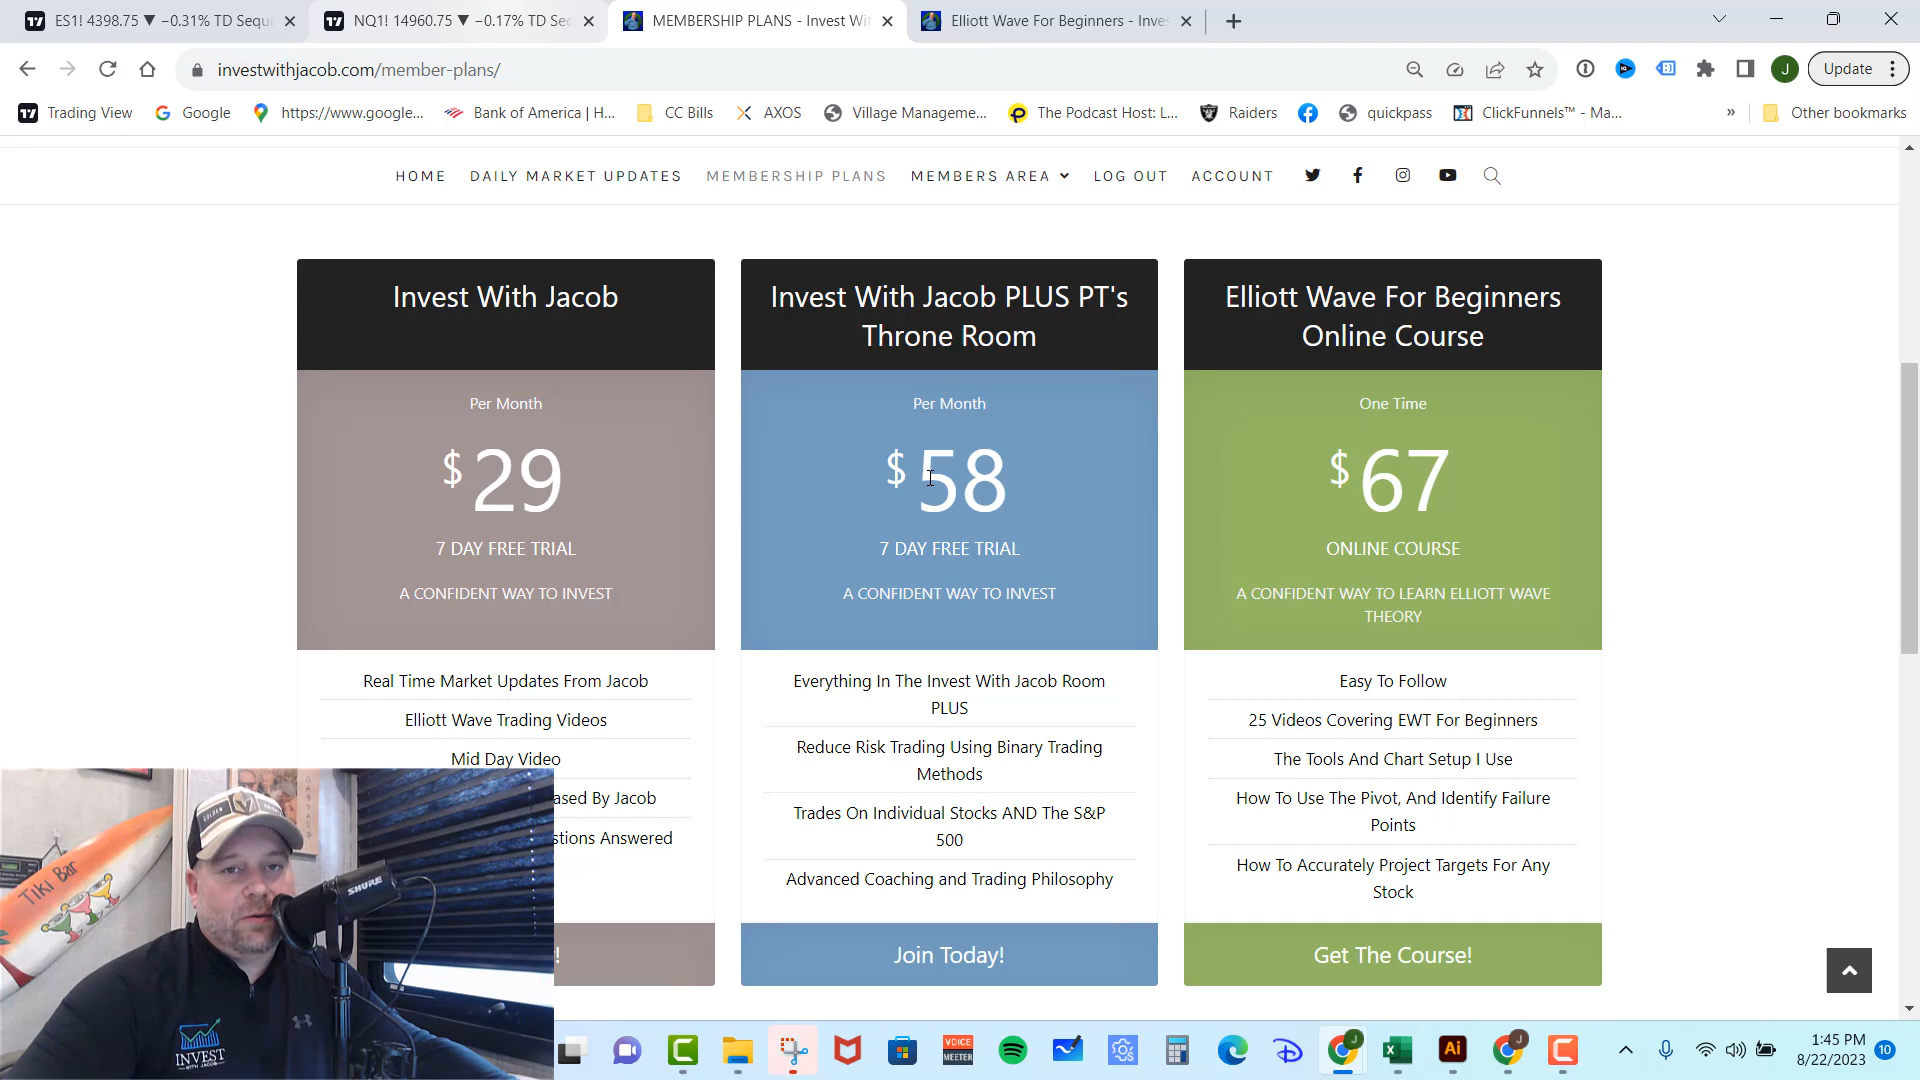 ES1! 4398.75 ▼ −0.31% TD Seque
NQ1! 14960.75 ▼ −0.17% TD Seq
MEMBERSHIP PLANS - Invest Wit
Elliott Wave For Beginners - Inves
investwithjacob.com/member-plans/
J
Update
Trading View
Google
https://www.google...
Bank of America | H...
CC Bills
AXOS
Village Manageme...
The Podcast Host: L...
Raiders
quickpass
ClickFunnels™ - Ma...
»
Other bookmarks
HOME
DAILY MARKET UPDATES
MEMBERSHIP PLANS
MEMBERS AREA
LOG OUT
ACCOUNT
Invest With Jacob
Per Month
$29
7 DAY FREE TRIAL
A CONFIDENT WAY TO INVEST
Real Time Market Updates From Jacob
Elliott Wave Trading Videos
Mid Day Video
ased By Jacob
stions Answered
!
Invest With Jacob PLUS PT's
Throne Room
Per Month
$58
7 DAY FREE TRIAL
A CONFIDENT WAY TO INVEST
Everything In The Invest With Jacob Room
PLUS
Reduce Risk Trading Using Binary Trading
Methods
Trades On Individual Stocks AND The S&P
500
Advanced Coaching and Trading Philosophy
Join Today!
Elliott Wave For Beginners
Online Course
One Time
$67
ONLINE COURSE
A CONFIDENT WAY TO LEARN ELLIOTT WAVE
THEORY
Easy To Follow
25 Videos Covering EWT For Beginners
The Tools And Chart Setup I Use
How To Use The Pivot, And Identify Failure
Points
How To Accurately Project Targets For Any
Stock
Get The Course!
Tiki Bar
SHURE
INVEST
WITH JACOB
VOICE
MEETER
Ai
1:45 PM
8/22/2023
10